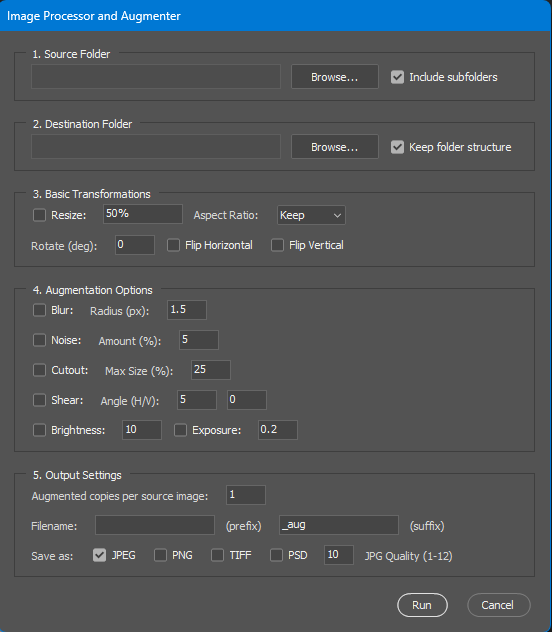 Image Processor and Augmenter
1. Source Folder
Browse... Include subfolders
2. Destination Folder
Browse... Keep folder structure
3. Basic Transformations
Resize: 50% Aspect Ratio: Keep
Rotate (deg): 0 Flip Horizontal Flip Vertical
4. Augmentation Options
Blur: Radius (px): 1.5
Noise: Amount (%): 5
Cutout: Max Size (%): 25
Shear: Angle (H/V): 5 0
Brightness: 10 Exposure: 0.2
5. Output Settings
Augmented copies per source image: 1
Filename: (prefix) _aug (suffix)
Save as: JPEG PNG TIFF PSD 10 JPG Quality (1-12)
Run Cancel